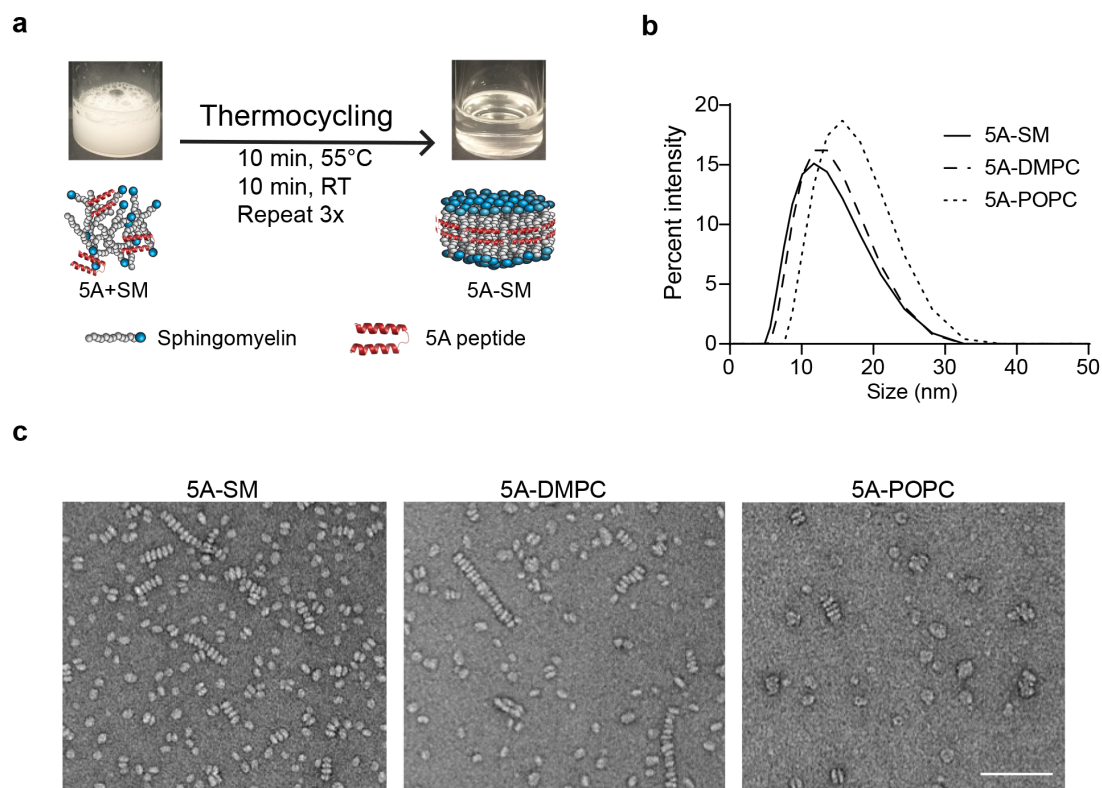 a
Thermocycling
10 min, 55°C
10 min, RT
Repeat 3x
5A+SM
5A-SM
Sphingomyelin
5A peptide
b
20
15
10
5
0
Percent intensity
5A-SM
5A-DMPC
5A-POPC
0 10 20 30 40 50
Size (nm)
c
5A-SM 5A-DMPC 5A-POPC